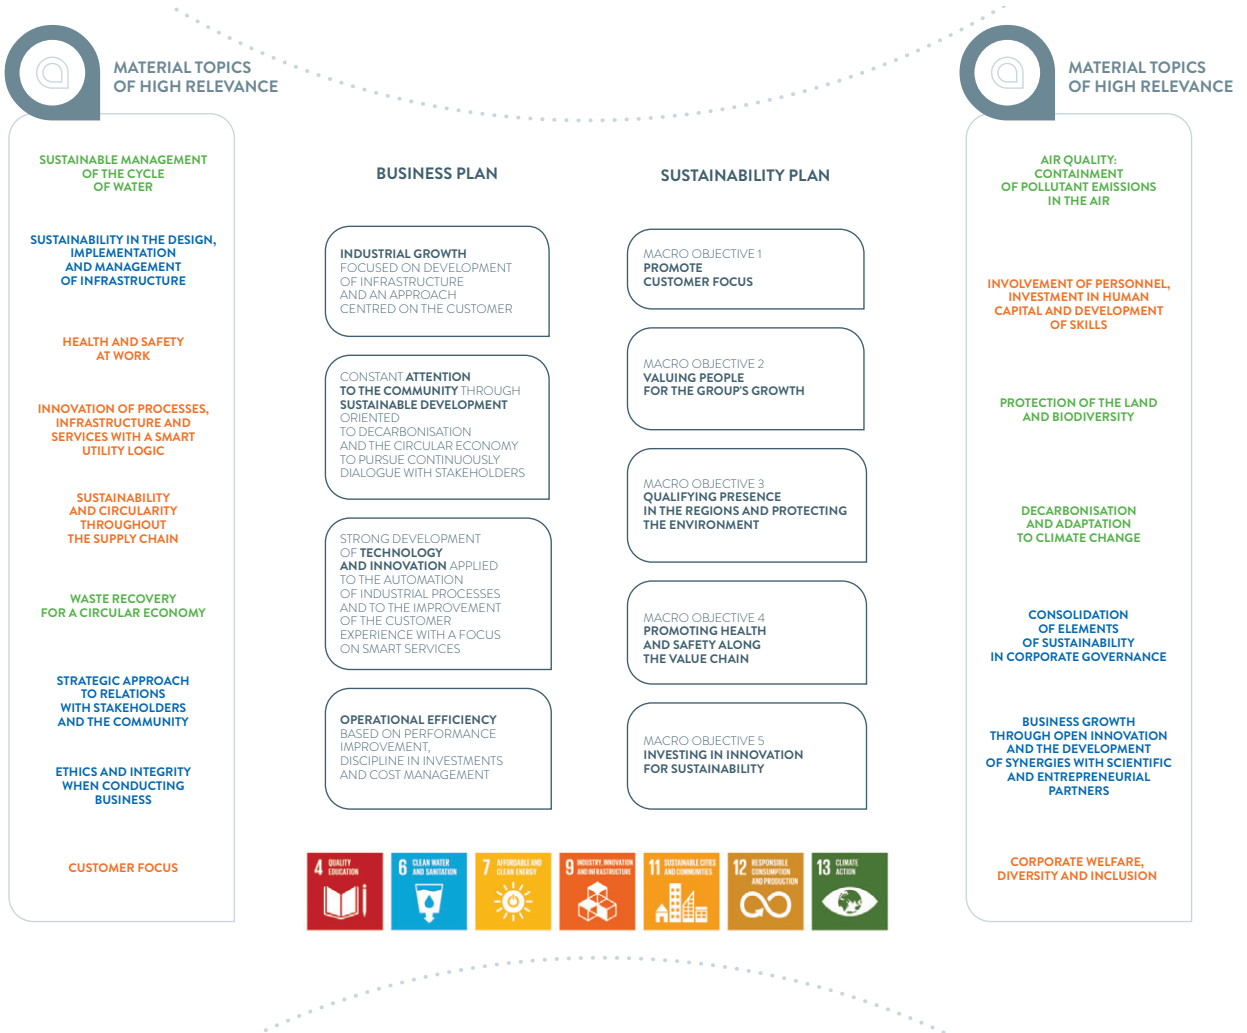 MATERIAL TOPICS
OF HIGH RELEVANCE
SUSTAINABLE MANAGEMENT
OF THE CYCLE
OF WATER
SUSTAINABILITY IN THE DESIGN,
IMPLEMENTATION
AND MANAGEMENT
OF INFRASTRUCTURE
HEALTH AND SAFETY
AT WORK
INNOVATION OF PROCESSES,
INFRASTRUCTURE AND
SERVICES WITH A SMART
UTILITY LOGIC
SUSTAINABILITY
AND CIRCULARITY
THROUGHOUT
THE SUPPLY CHAIN
WASTE RECOVERY
FOR A CIRCULAR ECONOMY
STRATEGIC APPROACH
TO RELATIONS
WITH STAKEHOLDERS
AND THE COMMUNITY
ETHICS AND INTEGRITY
WHEN CONDUCTING
BUSINESS
CUSTOMER FOCUS
BUSINESS PLAN
INDUSTRIAL GROWTH
FOCUSED ON DEVELOPMENT
OF INFRASTRUCTURE
AND AN APPROACH
CENTRED ON THE CUSTOMER
CONSTANT ATTENTION
TO THE COMMUNITY THROUGH
SUSTAINABLE DEVELOPMENT
ORIENTED
TO DECARBONISATION
AND THE CIRCULAR ECONOMY
TO PURSUE CONTINUOUSLY
DIALOGUE WITH STAKEHOLDERS
STRONG DEVELOPMENT
OF TECHNOLOGY
AND INNOVATION APPLIED
TO THE AUTOMATION
OF INDUSTRIAL PROCESSES
AND TO THE IMPROVEMENT
OF THE CUSTOMER
EXPERIENCE WITH A FOCUS
ON SMART SERVICES
OPERATIONAL EFFICIENCY
BASED ON PERFORMANCE
IMPROVEMENT,
DISCIPLINE IN INVESTMENTS
AND COST MANAGEMENT
SUSTAINABILITY PLAN
MACRO OBJECTIVE 1
PROMOTE
CUSTOMER FOCUS
MACRO OBJECTIVE 2
VALUING PEOPLE
FOR THE GROUP'S GROWTH
MACRO OBJECTIVE 3
QUALIFYING PRESENCE
IN THE REGIONS AND PROTECTING
THE ENVIRONMENT
MACRO OBJECTIVE 4
PROMOTING HEALTH
AND SAFETY ALONG
THE VALUE CHAIN
MACRO OBJECTIVE 5
INVESTING IN INNOVATION
FOR SUSTAINABILITY
4 QUALITY
EDUCATION
6 CLEAN WATER
AND SANITATION
7 AFFORDABLE AND
CLEAN ENERGY
9 INDUSTRY, INNOVATION
AND INFRASTRUCTURE
11 SUSTAINABLE CITIES
AND COMMUNITIES
12 RESPONSIBLE
CONSUMPTION
AND PRODUCTION
13 CLIMATE
ACTION
MATERIAL TOPICS
OF HIGH RELEVANCE
AIR QUALITY:
CONTAINMENT
OF POLLUTANT EMISSIONS
IN THE AIR
INVOLVEMENT OF PERSONNEL,
INVESTMENT IN HUMAN
CAPITAL AND DEVELOPMENT
OF SKILLS
PROTECTION OF THE LAND
AND BIODIVERSITY
DECARBONISATION
AND ADAPTATION
TO CLIMATE CHANGE
CONSOLIDATION
OF ELEMENTS
OF SUSTAINABILITY
IN CORPORATE GOVERNANCE
BUSINESS GROWTH
THROUGH OPEN INNOVATION
AND THE DEVELOPMENT
OF SYNERGIES WITH SCIENTIFIC
AND ENTREPRENEURIAL
PARTNERS
CORPORATE WELFARE,
DIVERSITY AND INCLUSION